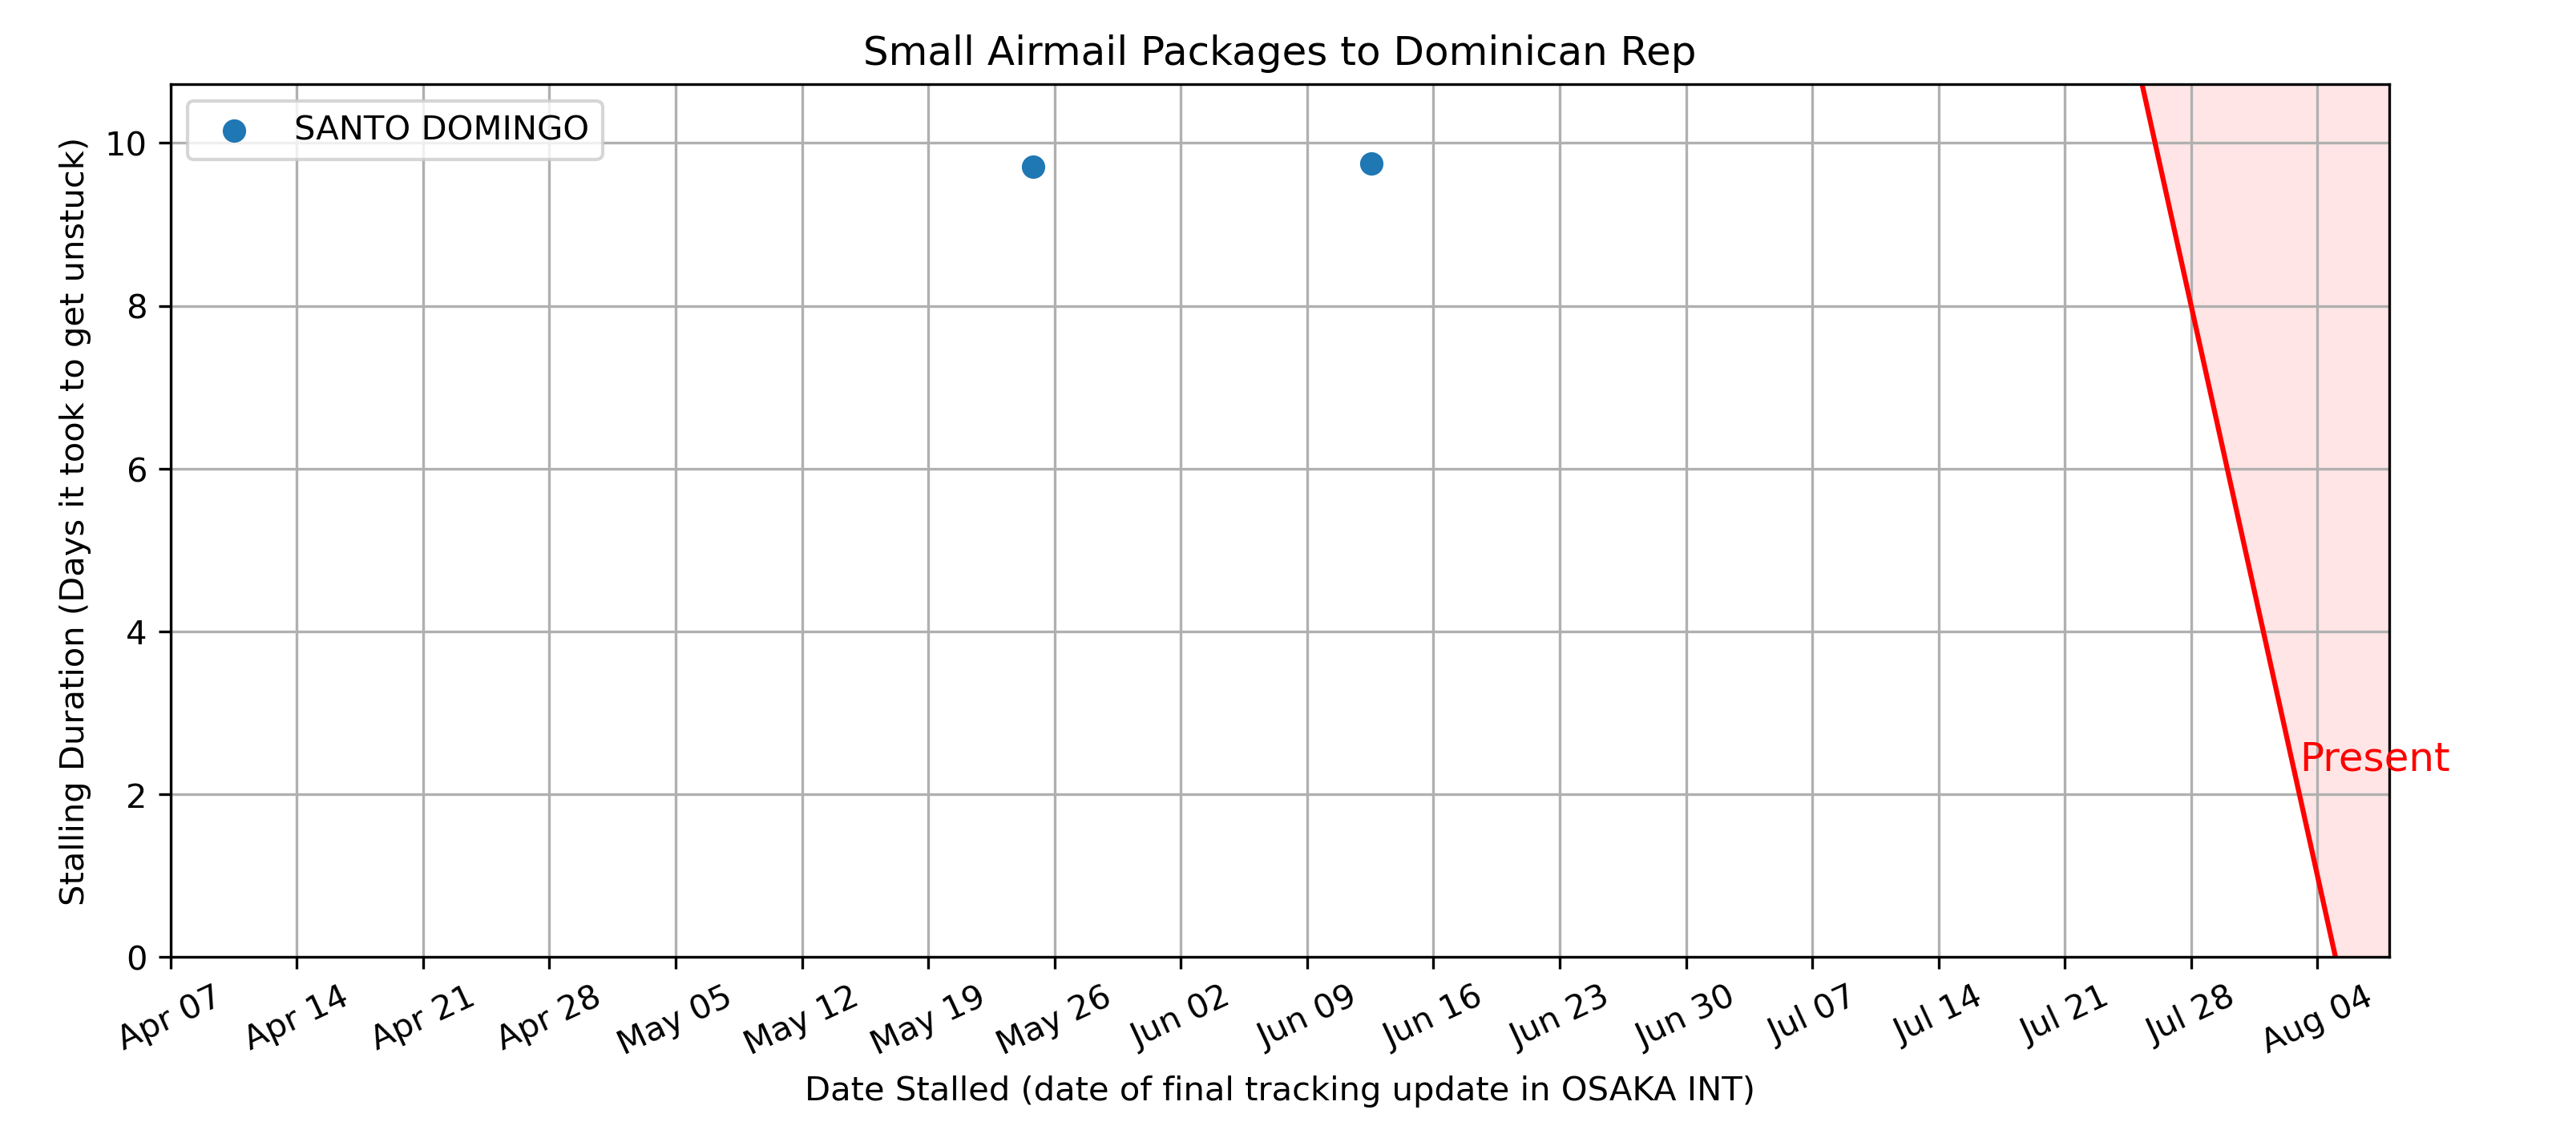 Small Airmail Packages to Dominican Rep
SANTO DOMINGO
Stalling Duration (Days it took to get unstuck)
10
8
6
4
2
0
Present
Apr 07
Apr 14
Apr 21
Apr 28
May 05
May 12
May 19
May 26
Jun 02
Jun 09
Jun 16
Jun 23
Jun 30
Jul 07
Jul 14
Jul 21
Jul 28
Aug 04
Date Stalled (date of final tracking update in OSAKA INT)